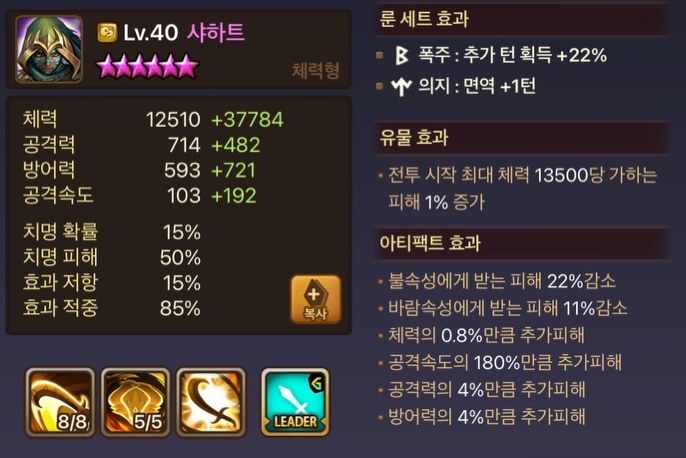 Lv.40 샤하트
체력형
체력 12510 +37784
공격력 714 +482
방어력 593 +721
공격속도 103 +192
치명 확률 15%
치명 피해 50%
효과 저항 15%
효과 적중 85%
복사
8/8
5/5
LEADER
룬 세트 효과
폭주 : 추가 턴 획득 +22%
의지 : 면역 +1턴
유물 효과
• 전투 시작 최대 체력 13500당 가하는
피해 1% 증가
아티팩트 효과
• 불속성에게 받는 피해 22%감소
• 바람속성에게 받는 피해 11%감소
• 체력의 0.8%만큼 추가피해
• 공격속도의 180%만큼 추가피해
• 공격력의 4%만큼 추가피해
• 방어력의 4%만큼 추가피해